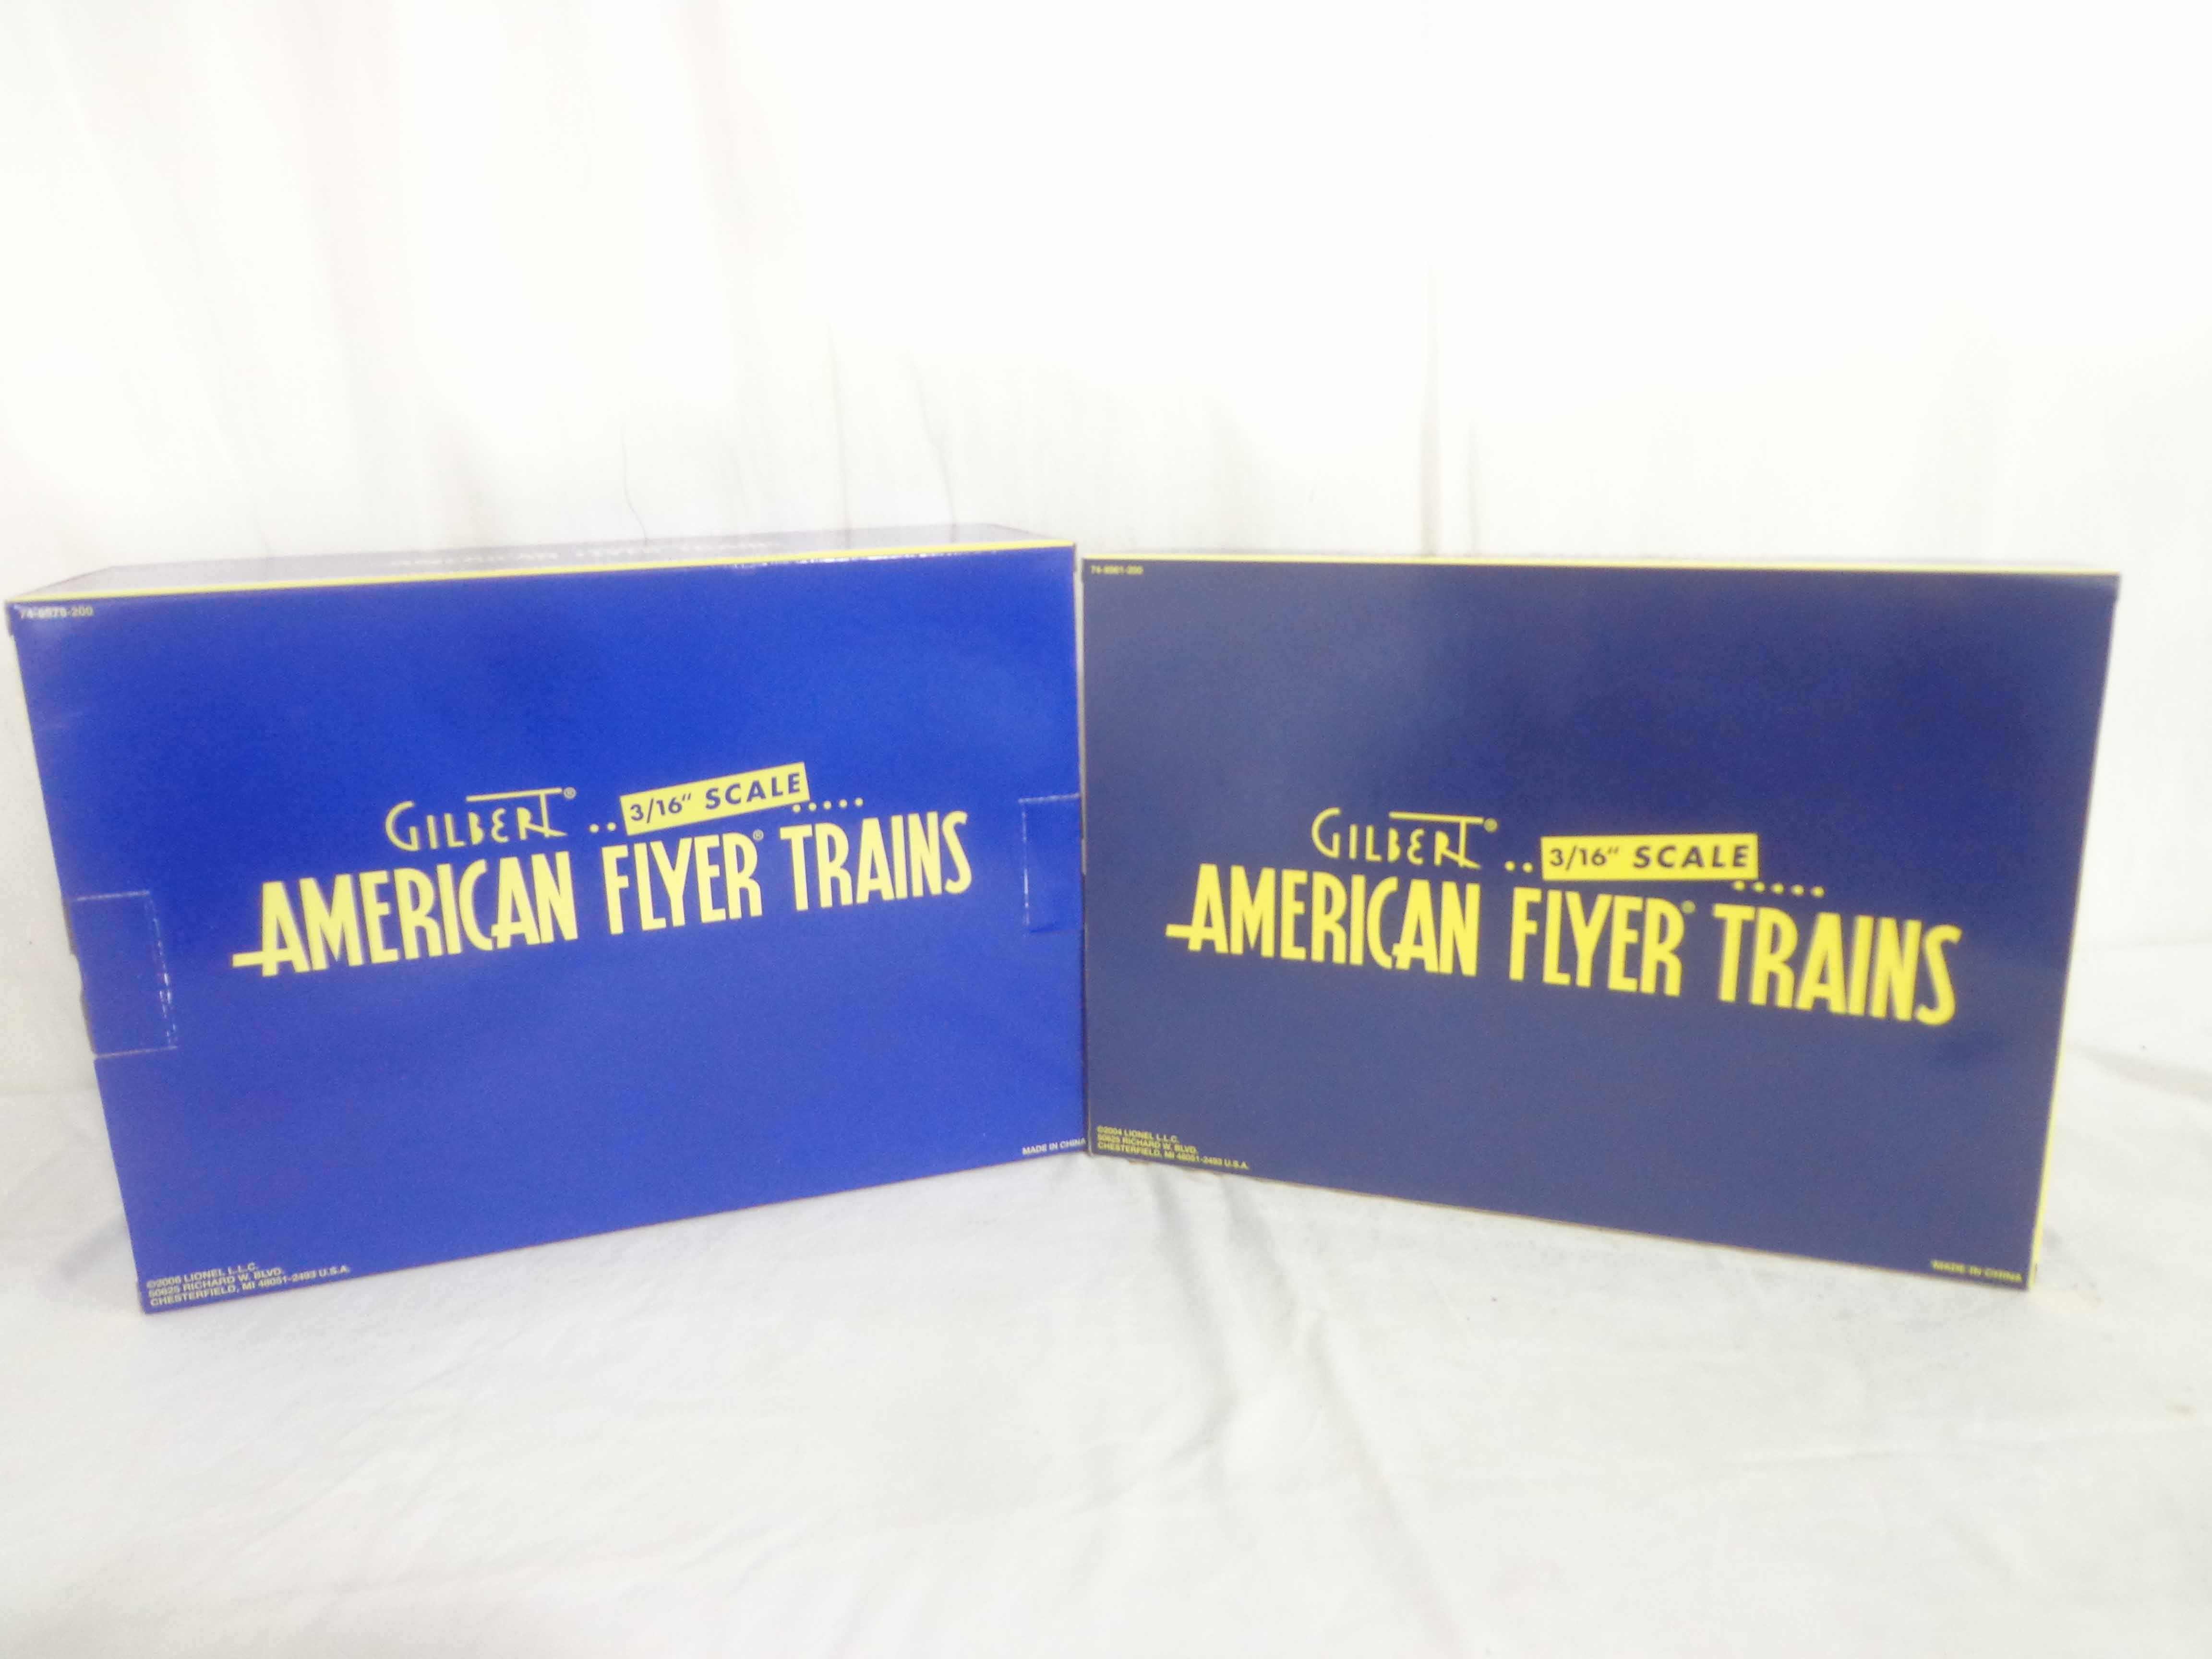 GILBERT®
3/16" SCALE
AMERICAN FLYER® TRAINS
MADE IN CHINA
©2006 LIONEL L.L.C.
50625 RICHARD W. BLVD.
CHESTERFIELD, MI 48051-2493 U.S.A.
GILBERT®
3/16" SCALE
AMERICAN FLYER® TRAINS
©2004 LIONEL L.L.C.
50625 RICHARD W. BLVD.
CHESTERFIELD, MI 48051-2493 U.S.A.
MADE IN CHINA